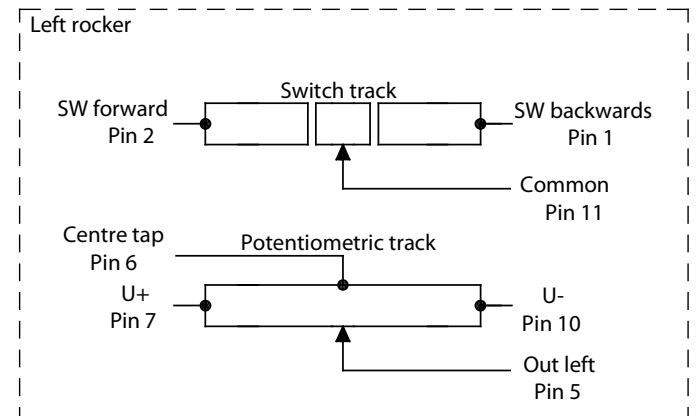 Left rocker
Switch track
SW forward
Pin 2
SW backwards
Pin 1
Common
Pin 11
Centre tap
Pin 6
Potentiometric track
U+
Pin 7
U-
Pin 10
Out left
Pin 5